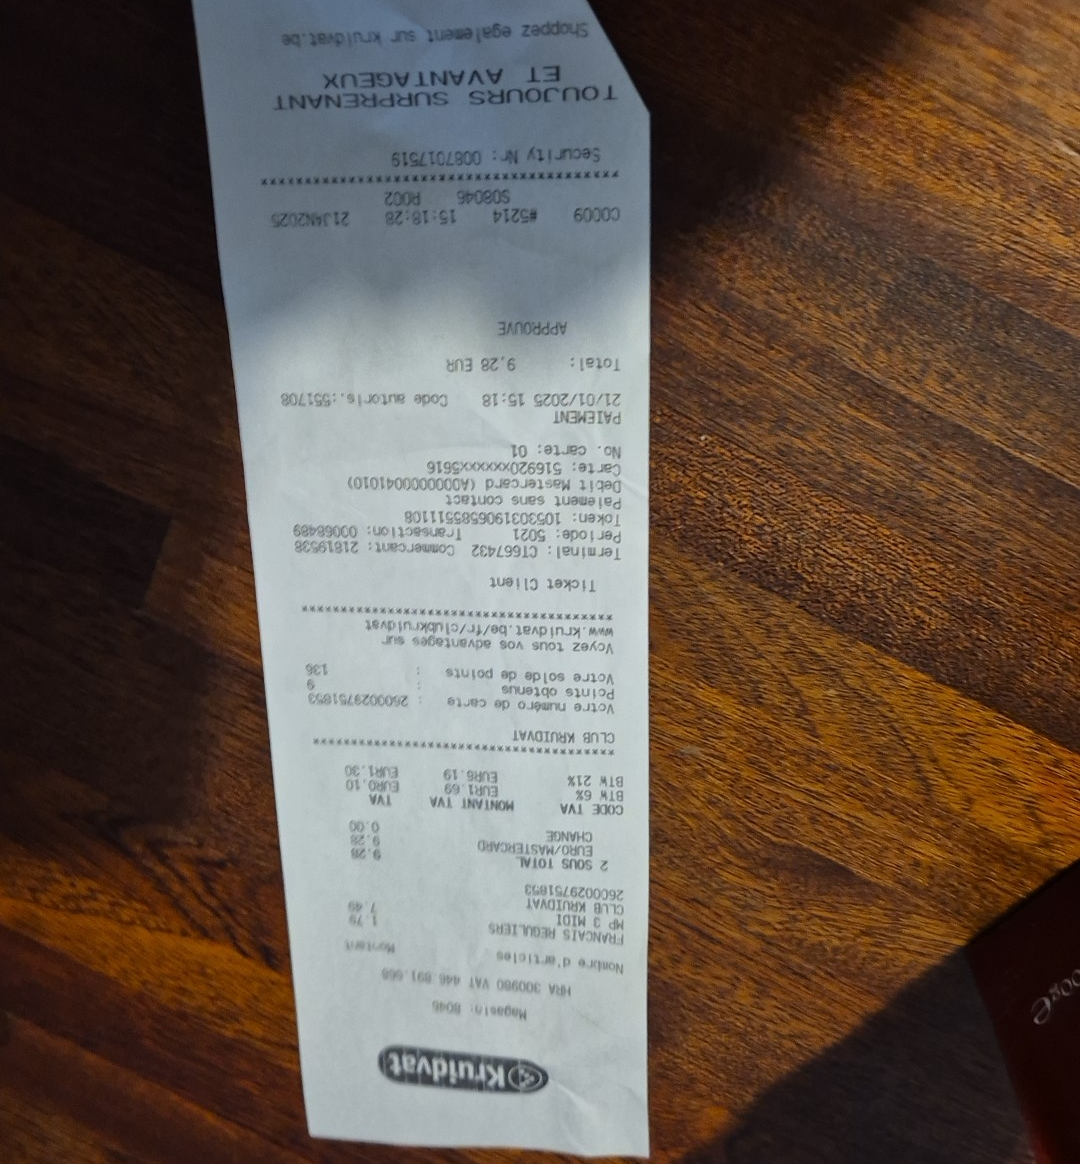 Kruidvat
Magasin: 8046
HRA 300980 VAT 446.891.668
Nombre d'articles Montant
FRANCAIS REGULIERS 1.79
MP 3 MIDI 7.49
CLUB KRUIDVAT
2600029751853
2 SOUS TOTAL 9.28
EURO/MASTERCARD 9.28
CHANGE 0.00
CODE TVA MONTANT TVA TVA
BTW 6% EUR1.69 EUR0.10
BTW 21% EUR6.19 EUR1.30
****************************************
CLUB KRUIDVAT
Votre numéro de carte : 2600029751853
Points obtenus : 9
Votre solde de points : 136
Voyez tous vos advantages sur
www.kruidvat.be/fr/clubkruidvat
****************************************
Ticket Client
Terminal: CT667432 Commercant: 21819538
Periode: 5021 Transaction: 00068489
Token: 1053031906585511108
Paiement sans contact
Debit Mastercard (A0000000041010)
Carte: 516920xxxxxxx5616
No. carte: 01
PAIEMENT
21/01/2025 15:18 Code autoris.:551708
Total: 9,28 EUR
APPROUVE
C0009 #5214 15:18:28 21JAN2025
S08046 R002
****************************************
Security Nr: 0087017519
TOUJOURS SURPRENANT
ET AVANTAGEUX
Shoppez egalement sur kruidvat.be